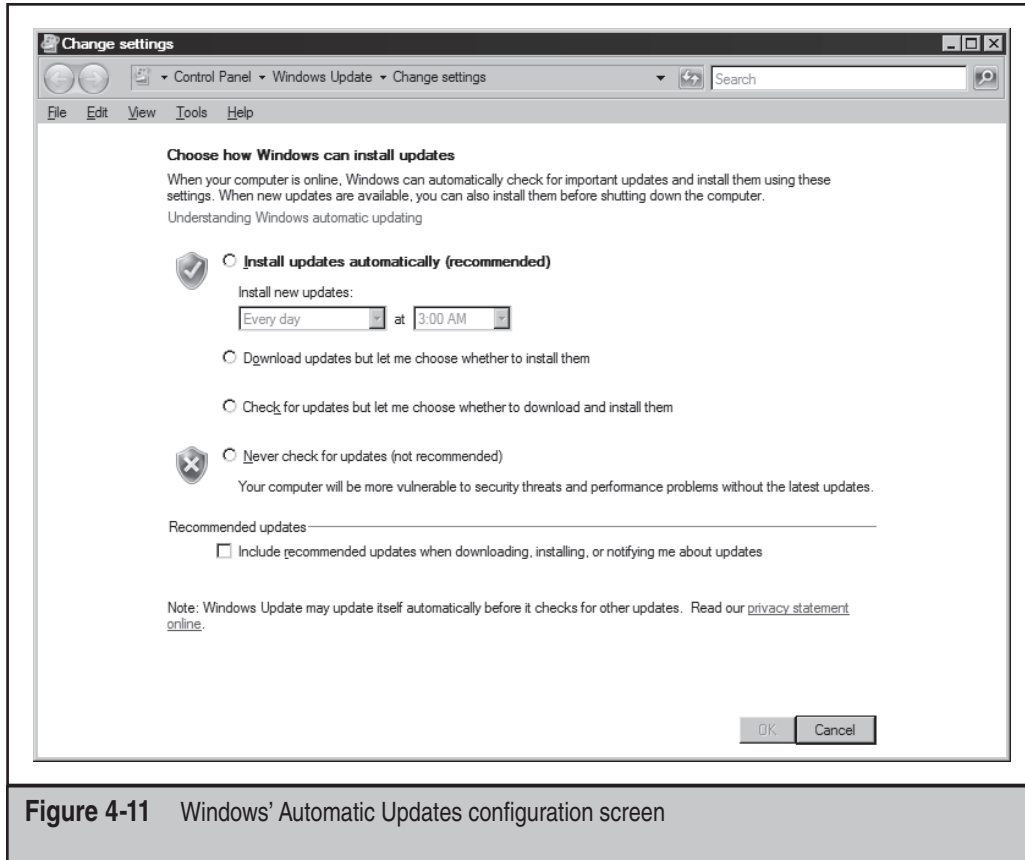 Change settings
Control Panel Windows Update Change settings
Search
File Edit View Tools Help
Choose how Windows can install updates
When your computer is online, Windows can automatically check for important updates and install them using these
settings. When new updates are available, you can also install them before shutting down the computer.
Understanding Windows automatic updating
Install updates automatically (recommended)
Install new updates:
Every day at 3:00 AM
Download updates but let me choose whether to install them
Check for updates but let me choose whether to download and install them
Never check for updates (not recommended)
Your computer will be more vulnerable to security threats and performance problems without the latest updates.
Recommended updates
Include recommended updates when downloading, installing, or notifying me about updates
Note: Windows Update may update itself automatically before it checks for other updates. Read our privacy statement
online.
OK Cancel
Figure 4-11 Windows' Automatic Updates configuration screen